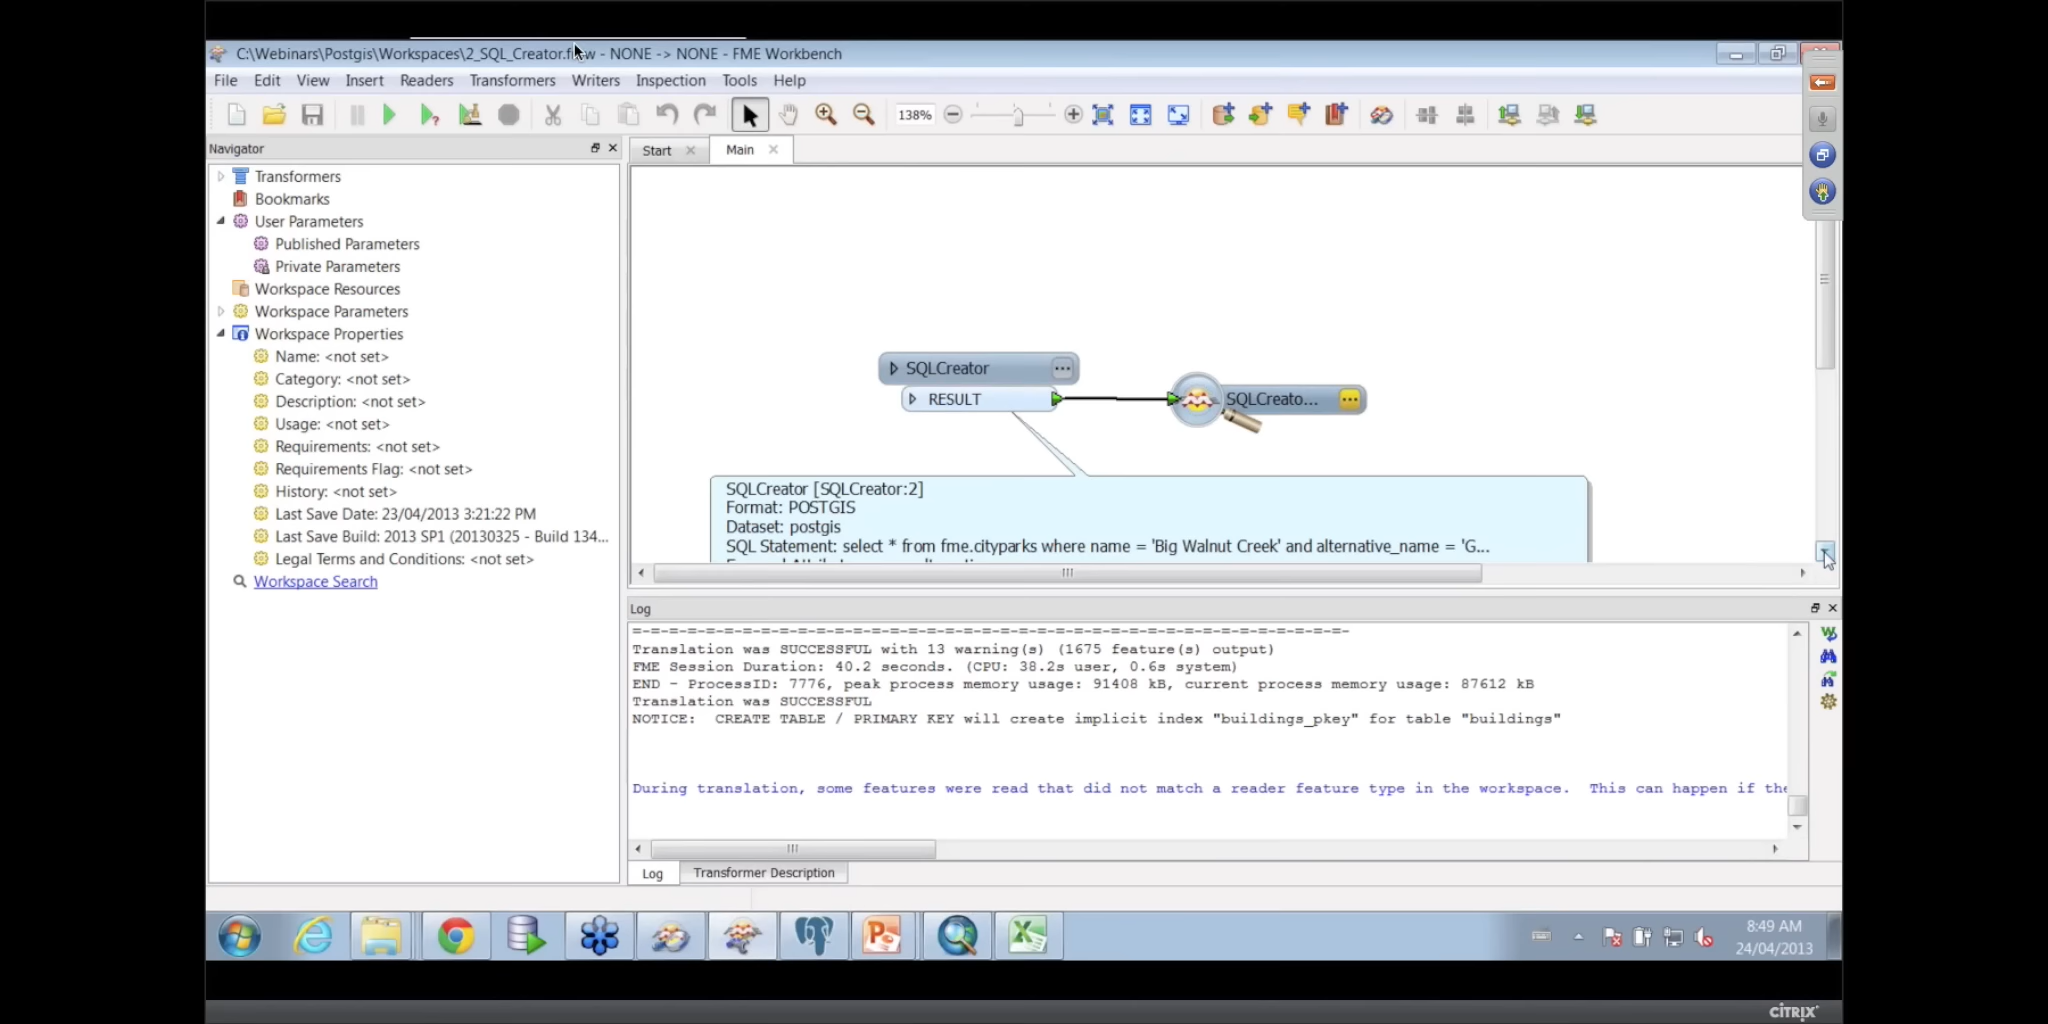 C:\Webinars\Postgis\Workspaces\2_SQL_Creator.fmw - NONE -> NONE - FME Workbench
File Edit View Insert Readers Transformers Writers Inspection Tools Help
138%
Navigator
Start Main
Transformers
Bookmarks
User Parameters
Published Parameters
Private Parameters
Workspace Resources
Workspace Parameters
Workspace Properties
Name: <not set>
Category: <not set>
Description: <not set>
Usage: <not set>
Requirements: <not set>
Requirements Flag: <not set>
History: <not set>
Last Save Date: 23/04/2013 3:21:22 PM
Last Save Build: 2013 SP1 (20130325 - Build 134...
Legal Terms and Conditions: <not set>
Workspace Search
SQLCreator
RESULT
SQLCreato...
SQLCreator [SQLCreator:2]
Format: POSTGIS
Dataset: postgis
SQL Statement: select * from fme.cityparks where name = 'Big Walnut Creek' and alternative_name = 'G...
Log
=-=-=-=-=-=-=-=-=-=-=-=-=-=-=-=-=-=-=-=-=-=-=-=-=-=-=-=-=-=-=-=-=-=-=-=-=-=-=-
Translation was SUCCESSFUL with 13 warning(s) (1675 feature(s) output)
FME Session Duration: 40.2 seconds. (CPU: 38.2s user, 0.6s system)
END - ProcessID: 7776, peak process memory usage: 91408 kB, current process memory usage: 87612 kB
Translation was SUCCESSFUL
NOTICE:  CREATE TABLE / PRIMARY KEY will create implicit index "buildings_pkey" for table "buildings"
During translation, some features were read that did not match a reader feature type in the workspace.  This can happen if the
Log Transformer Description
8:49 AM
24/04/2013
CITRIX